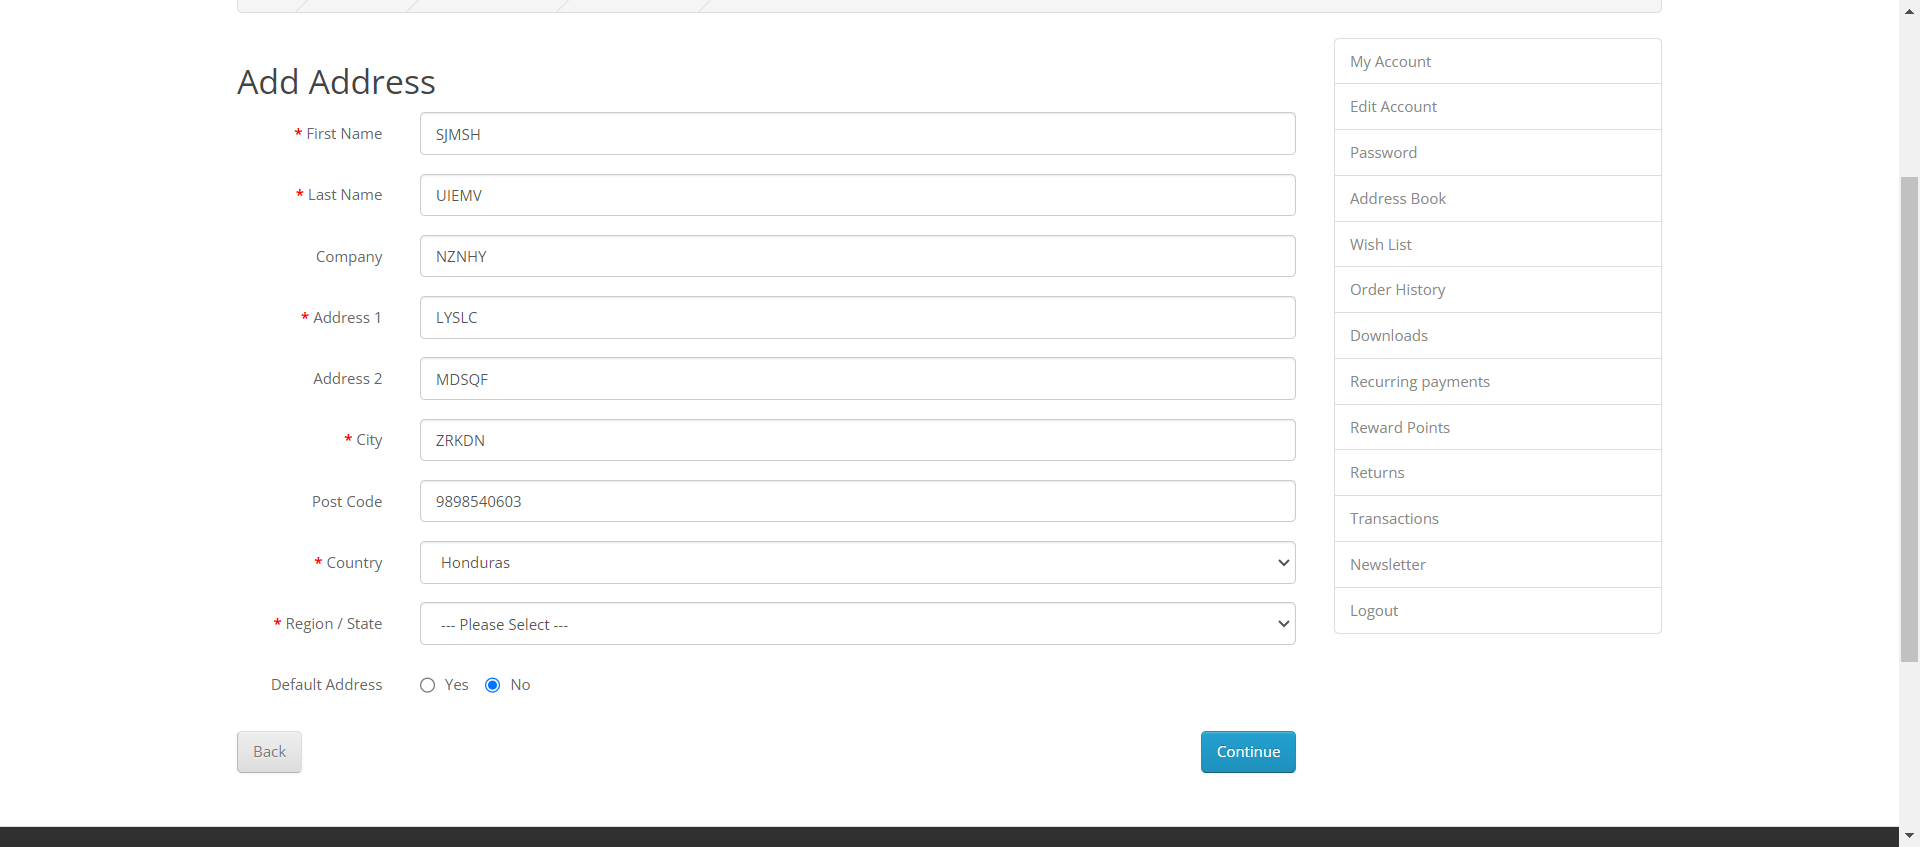 Add Address
* First Name
SJMSH
* Last Name
UIEMV
Company
NZNHY
* Address 1
LYSLC
Address 2
MDSQF
* City
ZRKDN
Post Code
9898540603
* Country
Honduras
* Region / State
--- Please Select ---
Default Address
Yes No
Back
Continue
My Account
Edit Account
Password
Address Book
Wish List
Order History
Downloads
Recurring payments
Reward Points
Returns
Transactions
Newsletter
Logout